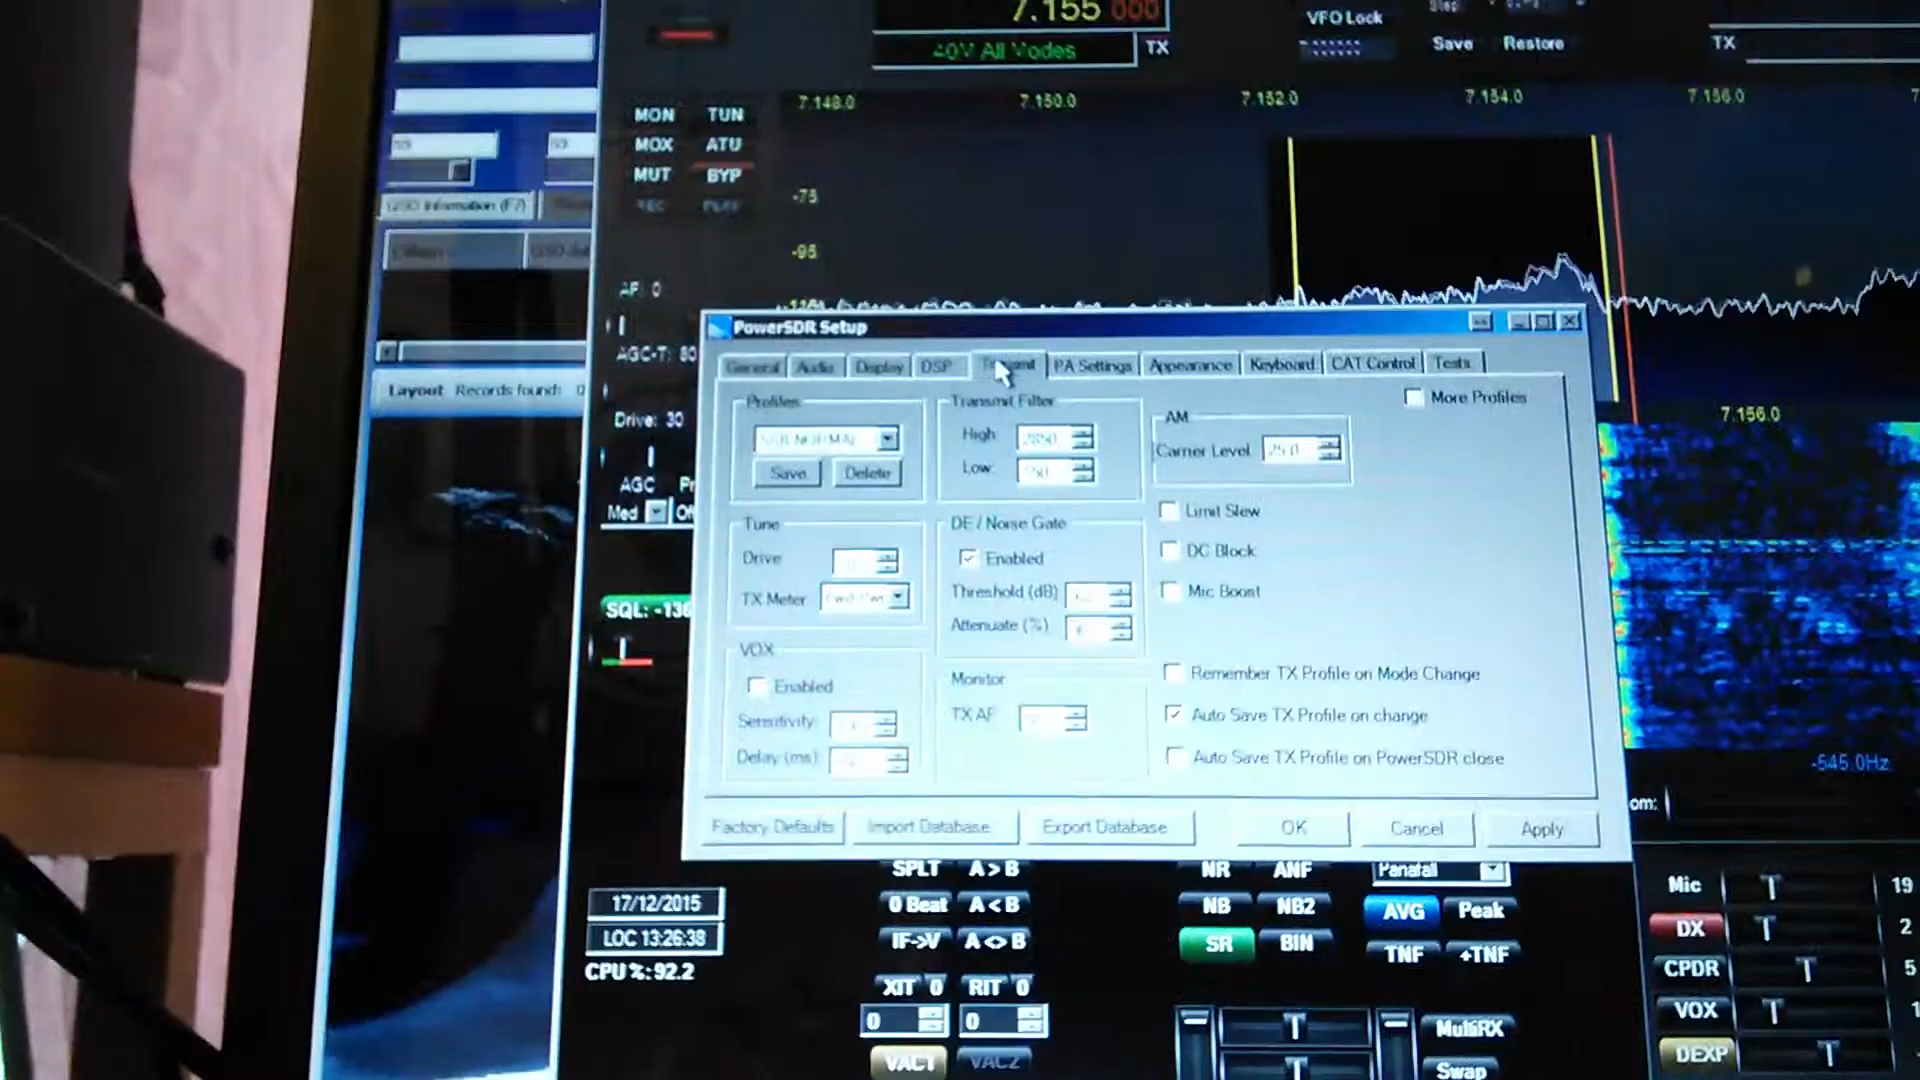 7.155 000
VFO Lock
40M All Modes TX
Save Restore
TX
7.148.0 7.150.0 7.152.0 7.154.0 7.156.0
MON TUN
MOX ATU
MUT BYP
REC PLAY
-75
-95
QSO Information (F7)
AF: 0
AGC-T: 80
Layout Records found: 0
Drive: 30
AGC
Med
SQL: -136
PowerSDR Setup
General Audio Display DSP Transmit PA Settings Appearance Keyboard CAT Control Tests
Profiles
Save Delete
Transmit Filter
High 2850
Low
AM
Carrier Level 25.0
More Profiles
7.156.0
Tune
Drive
TX Meter
DE / Noise Gate
Enabled
Threshold (dB)
Attenuate (%)
Limit Slew
DC Block
Mic Boost
VOX
Enabled
Sensitivity
Delay (ms)
Monitor
TX AF
Remember TX Profile on Mode Change
Auto Save TX Profile on change
Auto Save TX Profile on PowerSDR close
-545.0Hz
Factory Defaults Import Database Export Database OK Cancel Apply
17/12/2015
LOC 13:26:38
CPU %: 92.2
SPLT A > B
0 Beat A < B
IF->V A <> B
XIT 0 RIT 0
0 0
VAC1 VAC2
NR ANF
NB NB2
SR BIN
Panafall
AVG Peak
TNF +TNF
MultiRX
Swap
Mic 19
DX 2
CPDR 5
VOX
DEXP